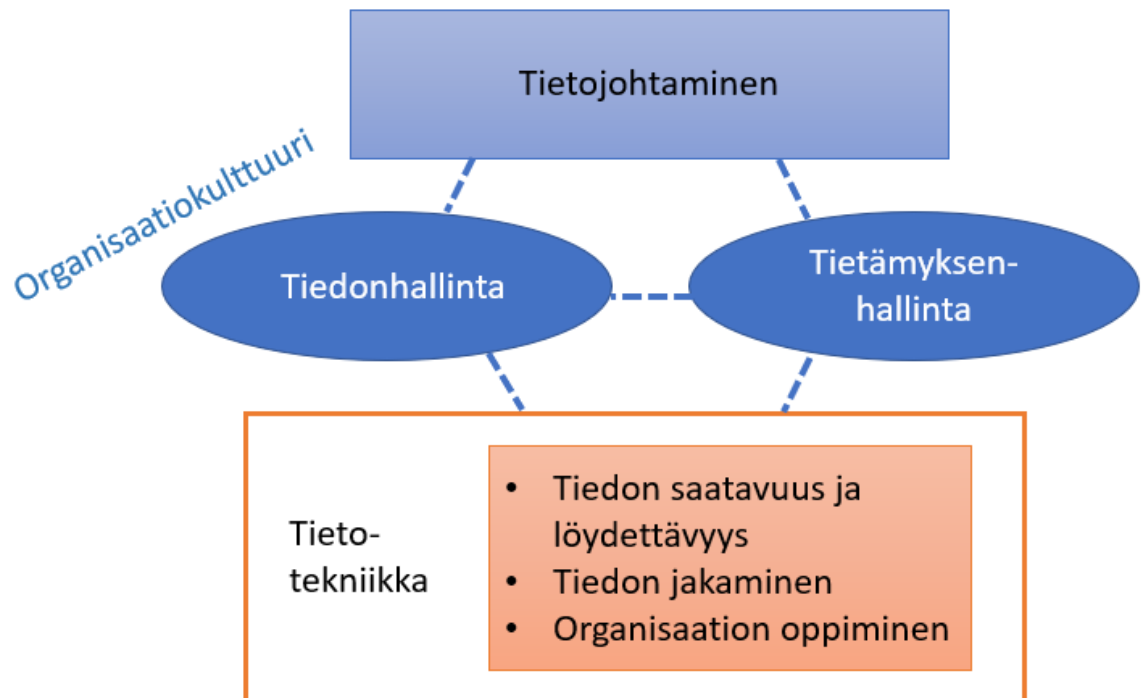 Tietojohtaminen
Organisaatiokulttuuri
Tiedonhallinta
Tietämyksen-
hallinta
Tieto-
tekniikka
• Tiedon saatavuus ja
löydettävyys
• Tiedon jakaminen
• Organisaation oppiminen